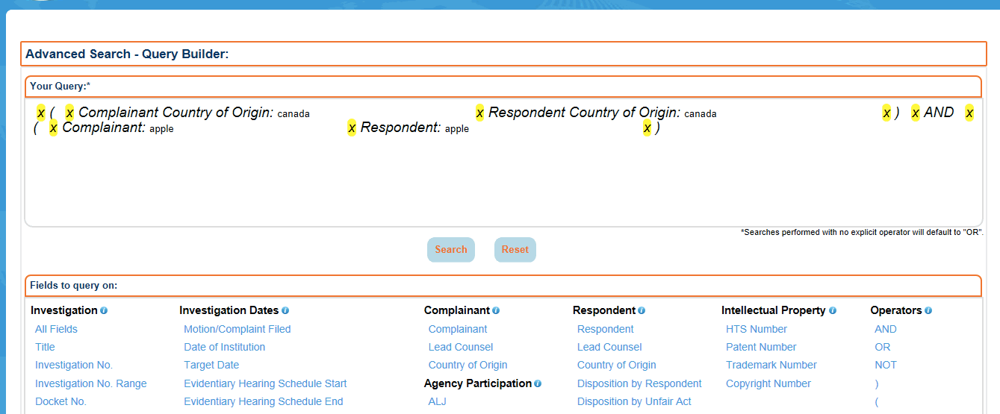 Advanced Search - Query Builder:
Your Query:*
x ( x Complainant Country of Origin: canada x Respondent Country of Origin: canada x ) x AND x
( x Complainant: apple x Respondent: apple x )
*Searches performed with no explicit operator will default to "OR".
Search Reset
Fields to query on:
Investigation Investigation Dates Complainant Respondent Intellectual Property Operators
All Fields Motion/Complaint Filed Complainant Respondent HTS Number AND
Title Date of Institution Lead Counsel Lead Counsel Patent Number OR
Investigation No. Target Date Country of Origin Country of Origin Trademark Number NOT
Investigation No. Range Evidentiary Hearing Schedule Start Agency Participation Disposition by Respondent Copyright Number )
Docket No. Evidentiary Hearing Schedule End ALJ Disposition by Unfair Act (